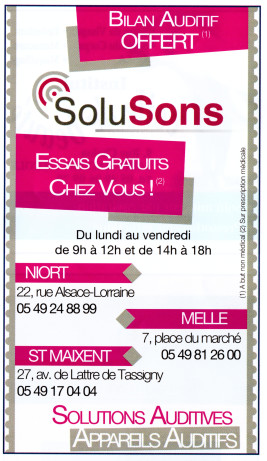 BILAN AUDITIF
OFFERT (1)
SoluSons
ESSAIS GRATUITS
CHEZ VOUS ! (2)
Du lundi au vendredi
de 9h à 12h et de 14h à 18h
NIORT
22, rue Alsace-Lorraine
05 49 24 88 99
MELLE
7, place du marché
05 49 81 26 00
ST MAIXENT
27, av. de Lattre de Tassigny
05 49 17 04 04
SOLUTIONS AUDITIVES
APPAREILS AUDITIFS
(1) A but non médical (2) Sur prescription médicale